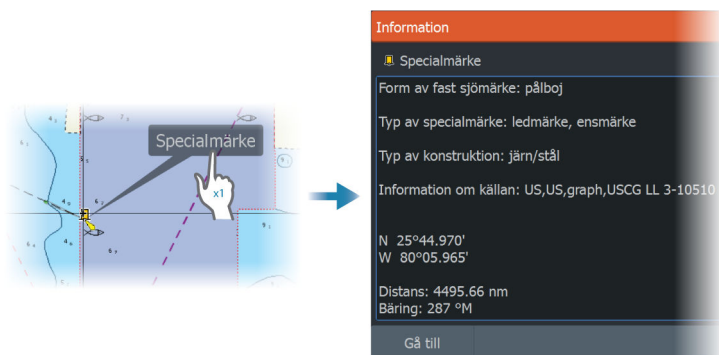 Specialmärke
x1
Information
Specialmärke
Form av fast sjömärke: pålboj
Typ av specialmärke: ledmärke, ensmärke
Typ av konstruktion: järn/stål
Information om källan: US,US,graph,USCG LL 3-10510
N 25°44.970'
W 80°05.965'
Distans: 4495.66 nm
Bäring: 287 °M
Gå till